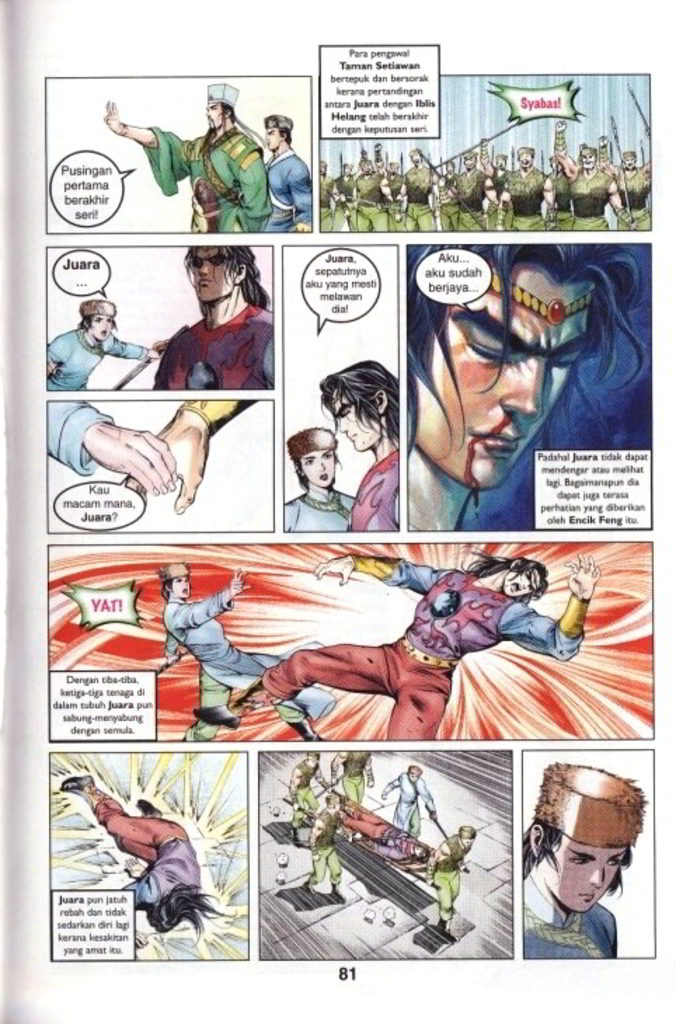 Pusingan
pertama
berakhir
seri!
Para pengawal
Taman Setiawan
bertepuk dan bersorak
kerana pertandingan
antara Juara dengan Iblis
Helang telah berakhir
dengan keputusan seri.
Syabas!
Juara
...
Kau
macam mana,
Juara?
Juara,
sepatutnya
aku yang mesti
melawan
dia!
Aku...
aku sudah
berjaya...
Padahal Juara tidak dapat
mendengar atau melihat
lagi. Bagaimanapun dia
dapat juga terasa
perhatian yang diberikan
oleh Encik Feng itu.
YAT!
Dengan tiba-tiba,
ketiga-tiga tenaga di
dalam tubuh Juara pun
sabung-menyabung
dengan semula.
Juara pun jatuh
rebah dan tidak
sedarkan diri lagi
kerana kesakitan
yang amat itu.
81